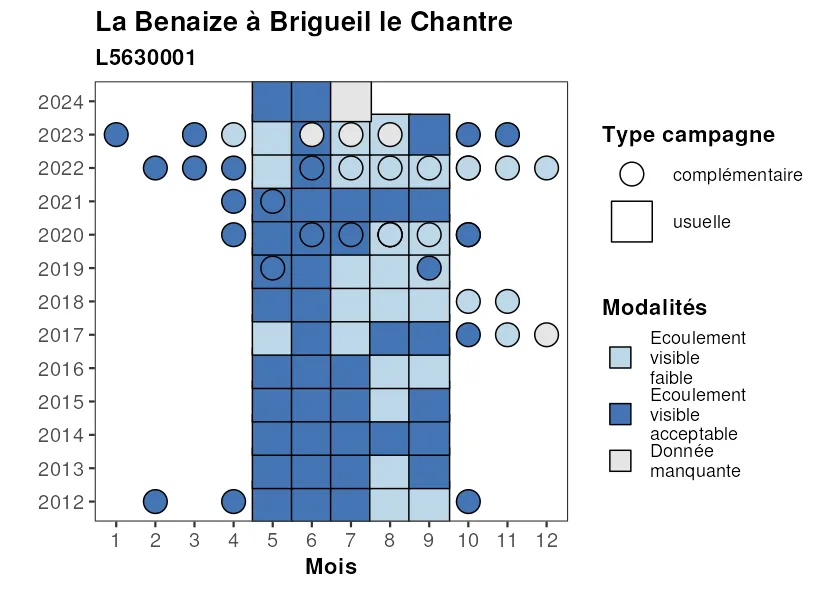 La Benaize à Brigueil le Chantre
L5630001
2024
2023
2022
2021
2020
2019
2018
2017
2016
2015
2014
2013
2012
1 2 3 4 5 6 7 8 9 10 11 12
Mois
Type campagne
complémentaire
usuelle
Modalités
Ecoulement
visible
faible
Ecoulement
visible
acceptable
Donnée
manquante